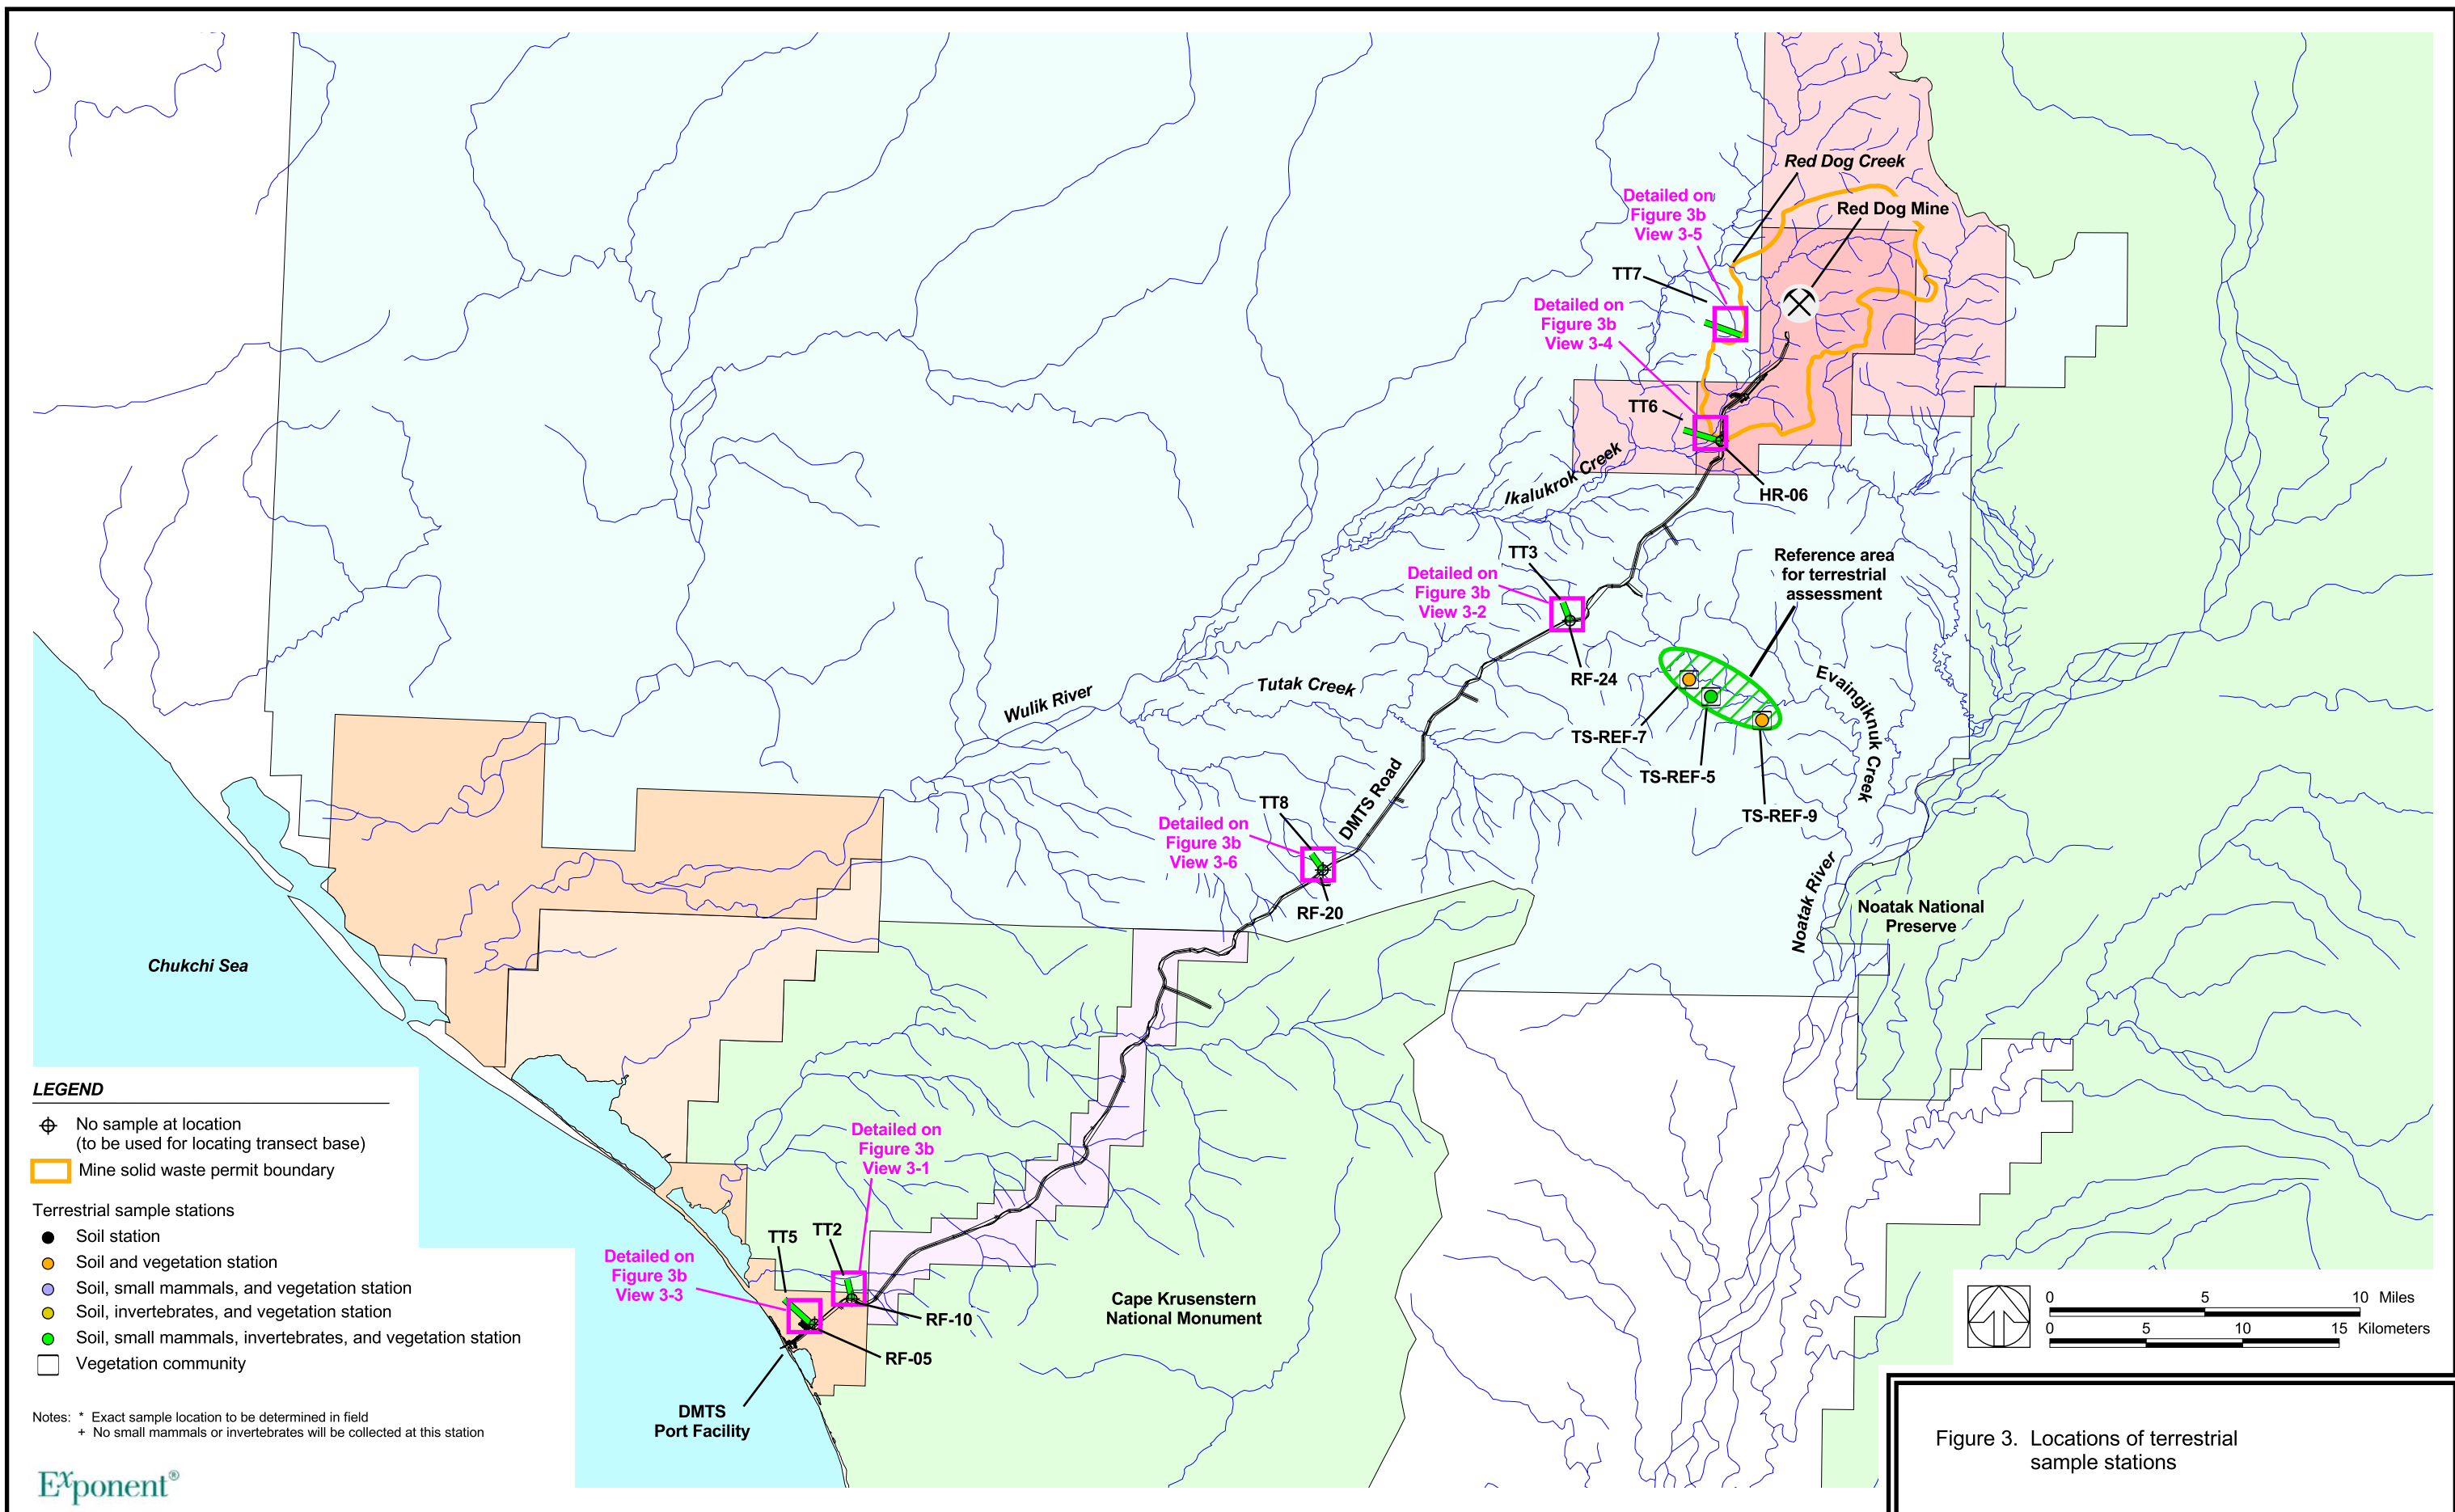 Red Dog Creek
Detailed on
Figure 3b
View 3-5
Red Dog Mine
TT7
Detailed on
Figure 3b
View 3-4
TT6
Ikalukrok Creek
HR-06
TT3
Detailed on
Figure 3b
View 3-2
Reference area
for terrestrial
assessment
RF-24
Evaingiknuk Creek
Tutak Creek
Wulik River
TS-REF-7
TS-REF-5
TS-REF-9
DMTS Road
TT8
Detailed on
Figure 3b
View 3-6
RF-20
Noatak River
Noatak National
Preserve
Chukchi Sea
LEGEND
No sample at location
(to be used for locating transect base)
Mine solid waste permit boundary
Terrestrial sample stations
Soil station
Soil and vegetation station
Soil, small mammals, and vegetation station
Soil, invertebrates, and vegetation station
Soil, small mammals, invertebrates, and vegetation station
Vegetation community
Notes: * Exact sample location to be determined in field
+ No small mammals or invertebrates will be collected at this station
Exponent®
Detailed on
Figure 3b
View 3-1
TT5
TT2
Detailed on
Figure 3b
View 3-3
RF-10
RF-05
DMTS
Port Facility
Cape Krusenstern
National Monument
0 5 10 Miles
0 5 10 15 Kilometers
Figure 3. Locations of terrestrial
sample stations